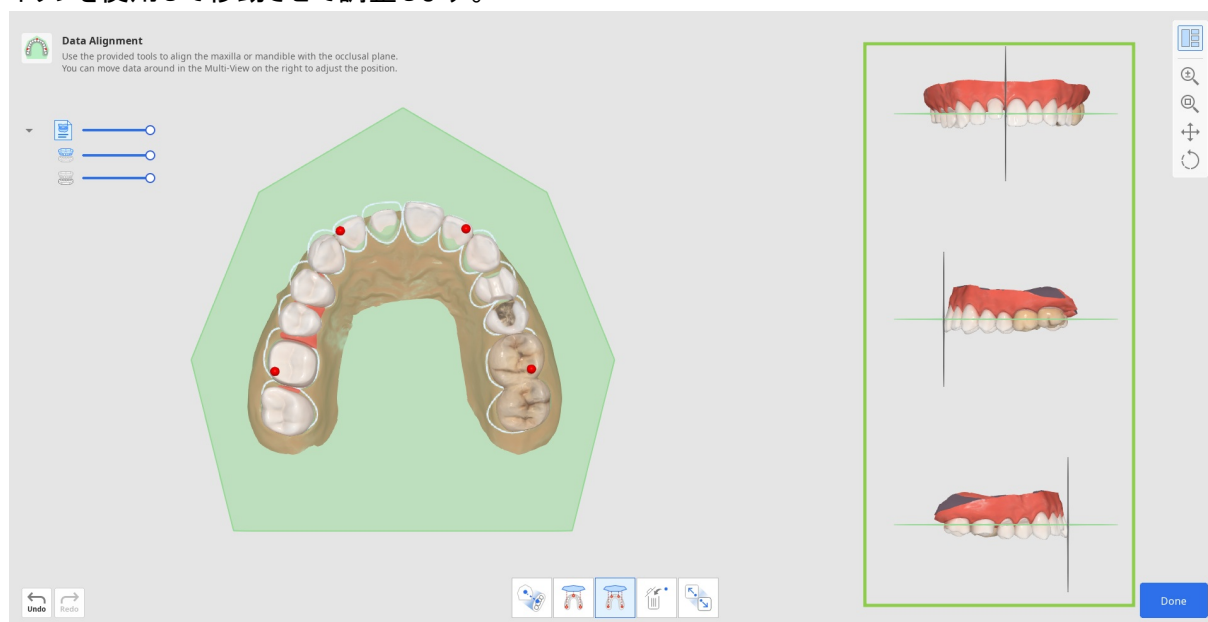 Data Alignment
Use the provided tools to align the maxilla or mandible with the occlusal plane.
You can move data around in the Multi-View on the right to adjust the position.
Undo
Redo
Done